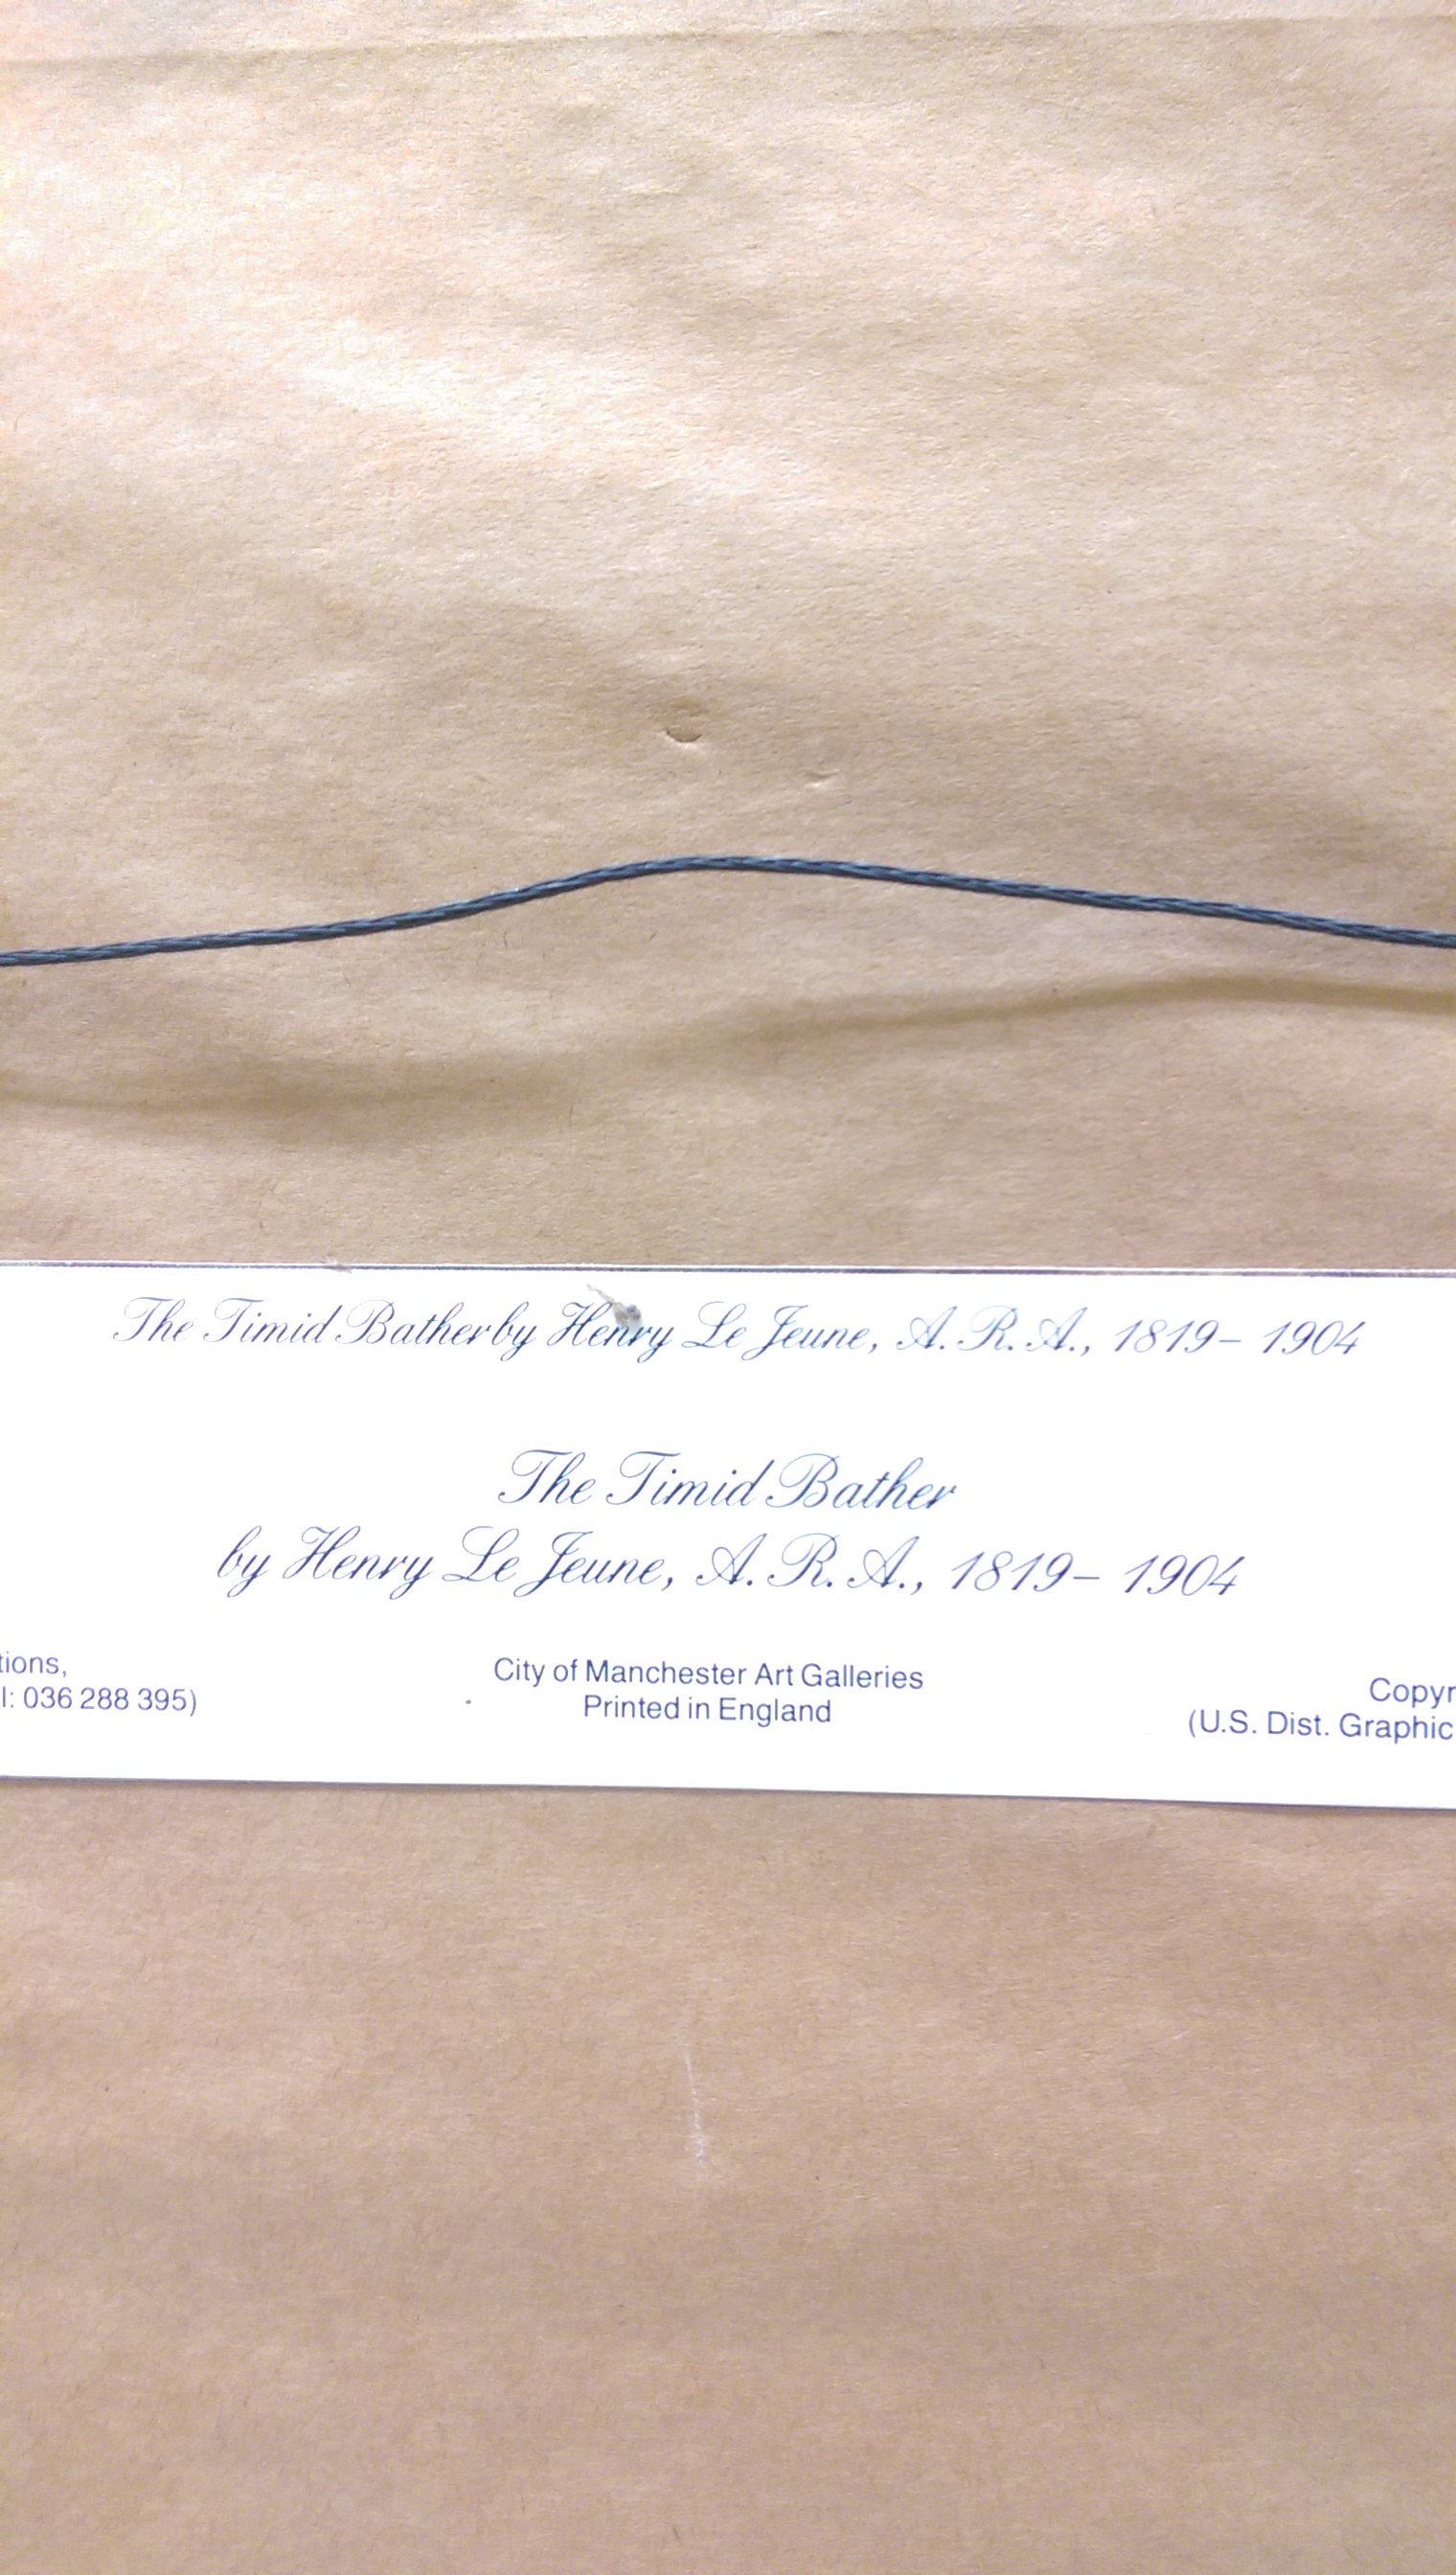 The Timid Bather by Henry Le Jeune, A.R.A., 1819– 1904
The Timid Bather
by Henry Le Jeune, A.R.A., 1819– 1904
tions,
l: 036 288 395)
City of Manchester Art Galleries
Printed in England
Copyr
(U.S. Dist. Graphic